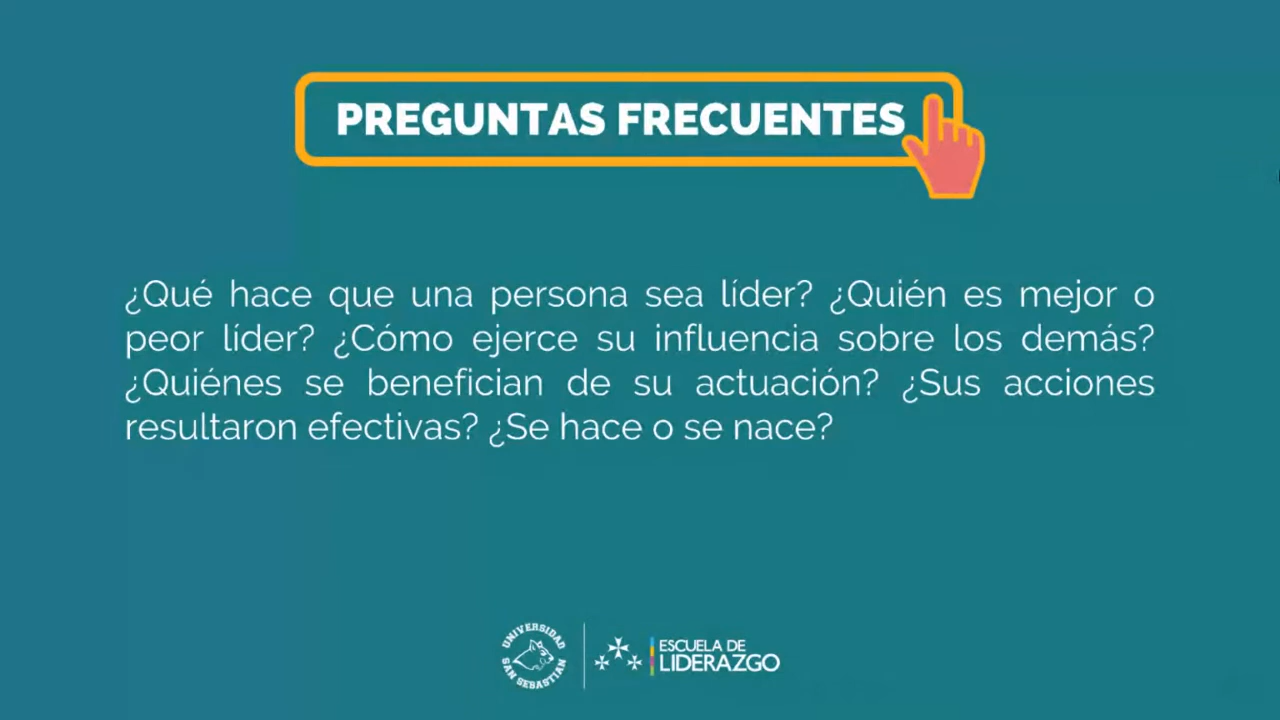 PREGUNTAS FRECUENTES
¿Qué hace que una persona sea líder? ¿Quién es mejor o
peor líder? ¿Cómo ejerce su influencia sobre los demás?
¿Quiénes se benefician de su actuación? ¿Sus acciones
resultaron efectivas? ¿Se hace o se nace?
UNIVERSIDAD
SAN SEBASTIAN
ESCUELA DE
LIDERAZGO